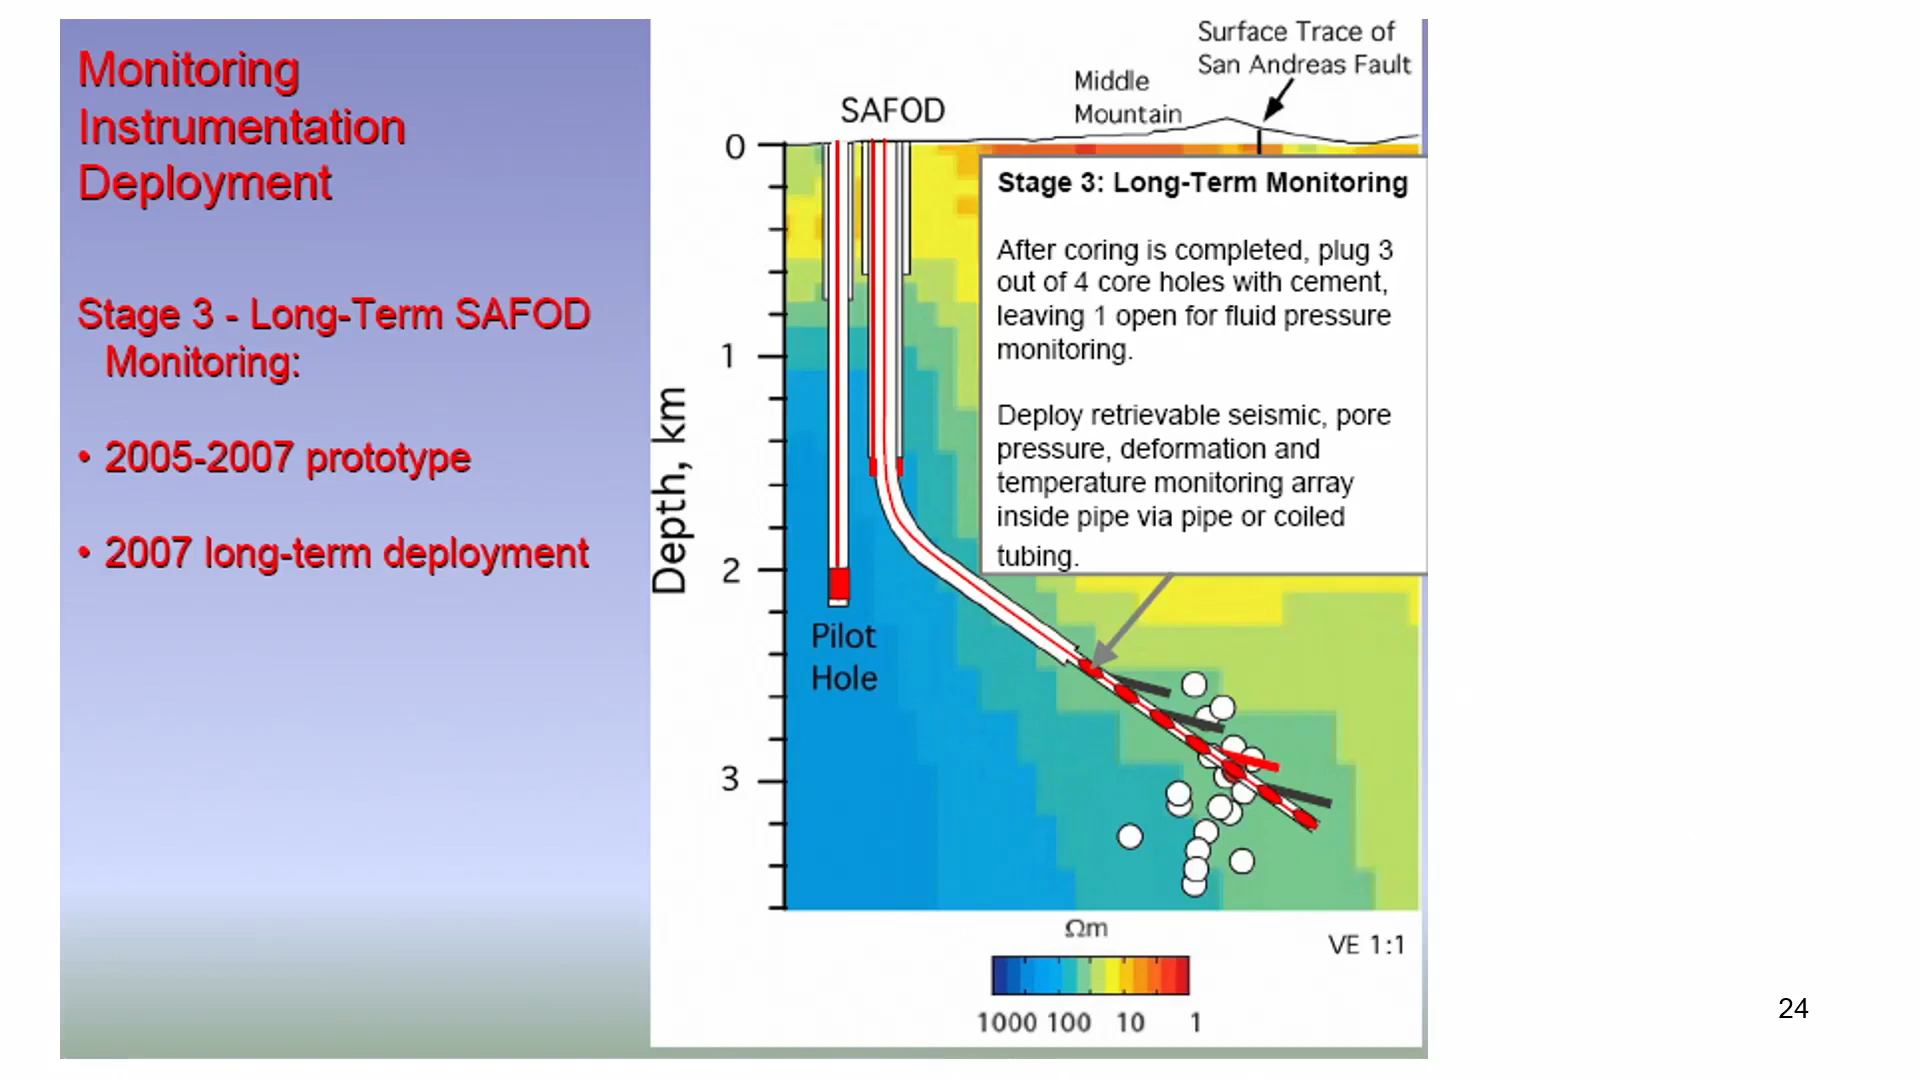 Monitoring
Instrumentation
Deployment
Stage 3 - Long-Term SAFOD
Monitoring:
• 2005-2007 prototype
• 2007 long-term deployment
Surface Trace of
San Andreas Fault
Middle
Mountain
SAFOD
0
1
2
3
Depth, km
Pilot
Hole
Stage 3: Long-Term Monitoring
After coring is completed, plug 3
out of 4 core holes with cement,
leaving 1 open for fluid pressure
monitoring.
Deploy retrievable seismic, pore
pressure, deformation and
temperature monitoring array
inside pipe via pipe or coiled
tubing.
Ωm
VE 1:1
1000 100 10 1
24